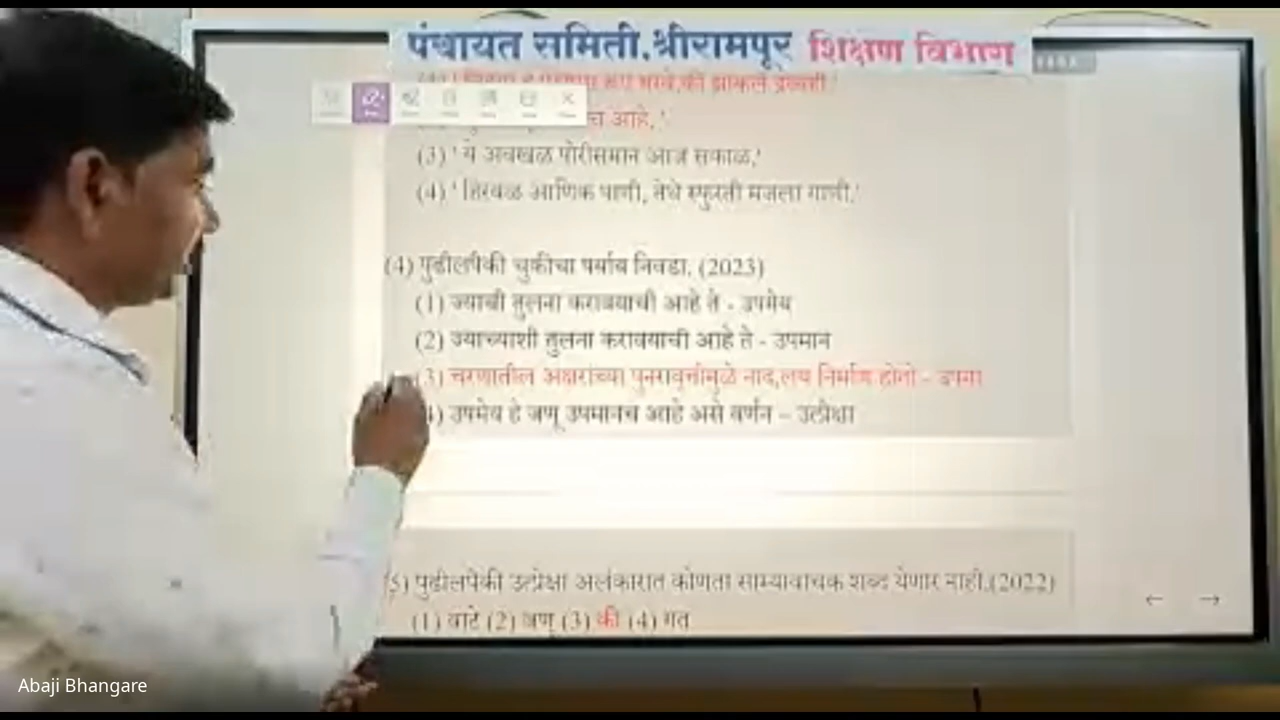 पंचायत समिती.श्रीरामपूर शिक्षण विभाग
च आहे,'
(3) ' ये अवखळ पोरीसमान आज सकाळ,'
(4) ' हिरवळ आणिक पाणी, तेथे स्फुरती मजला गाणी.'
(4) पुढीलपैकी चुकीचा पर्याय निवडा. (2023)
(1) ज्याची तुलना करावयाची आहे ते - उपमेय
(2) ज्याच्याशी तुलना करावयाची आहे ते - उपमान
3) चरणातील अक्षरांच्या पुनरावृत्तीमुळे नाद,लय निर्माण होतो - उपमा
4) उपमेय हे जणू उपमानच आहे असे वर्णन – उत्प्रेक्षा
5) पुढीलपैकी उत्प्रेक्षा अलंकारात कोणता साम्यवाचक शब्द येणार नाही.(2022)
(1) वाटे (2) जणू (3) की (4) गत
Abaji Bhangare